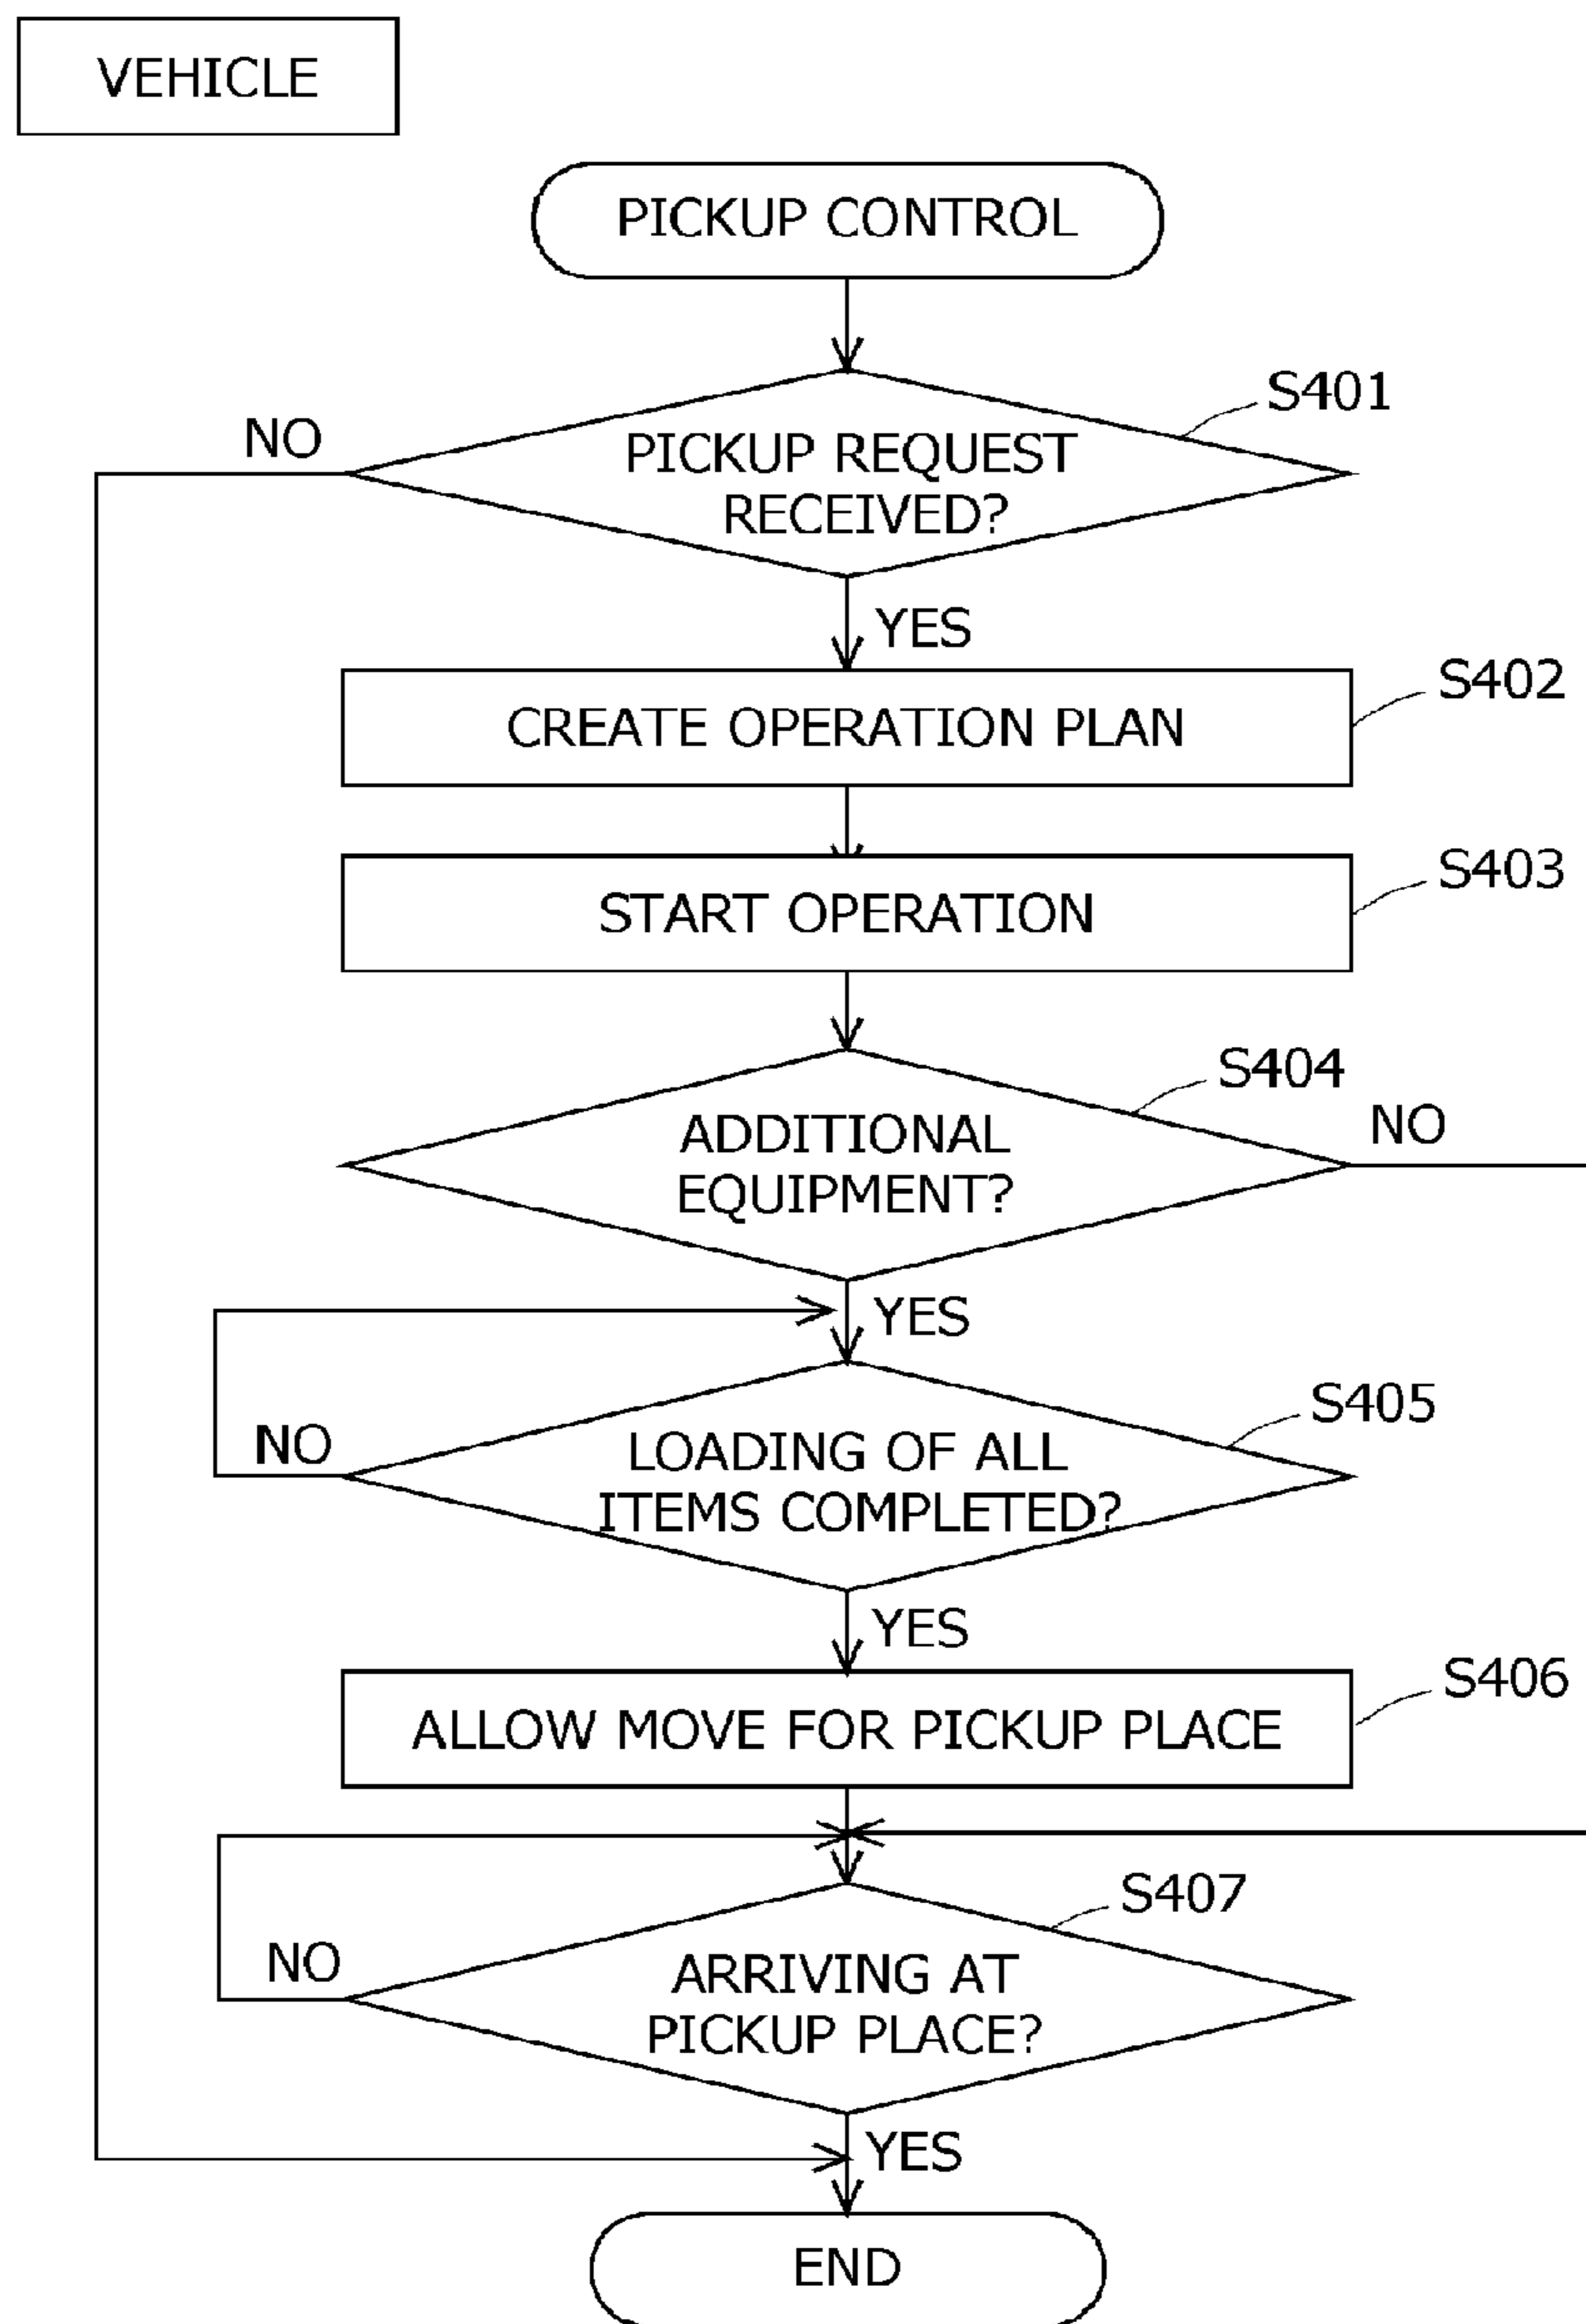 VEHICLE
PICKUP CONTROL
S401
NO
PICKUP REQUEST
RECEIVED?
YES
S402
CREATE OPERATION PLAN
S403
START OPERATION
S404
NO
ADDITIONAL
EQUIPMENT?
YES
S405
NO
LOADING OF ALL
ITEMS COMPLETED?
YES
S406
ALLOW MOVE FOR PICKUP PLACE
S407
NO
ARRIVING AT
PICKUP PLACE?
YES
END